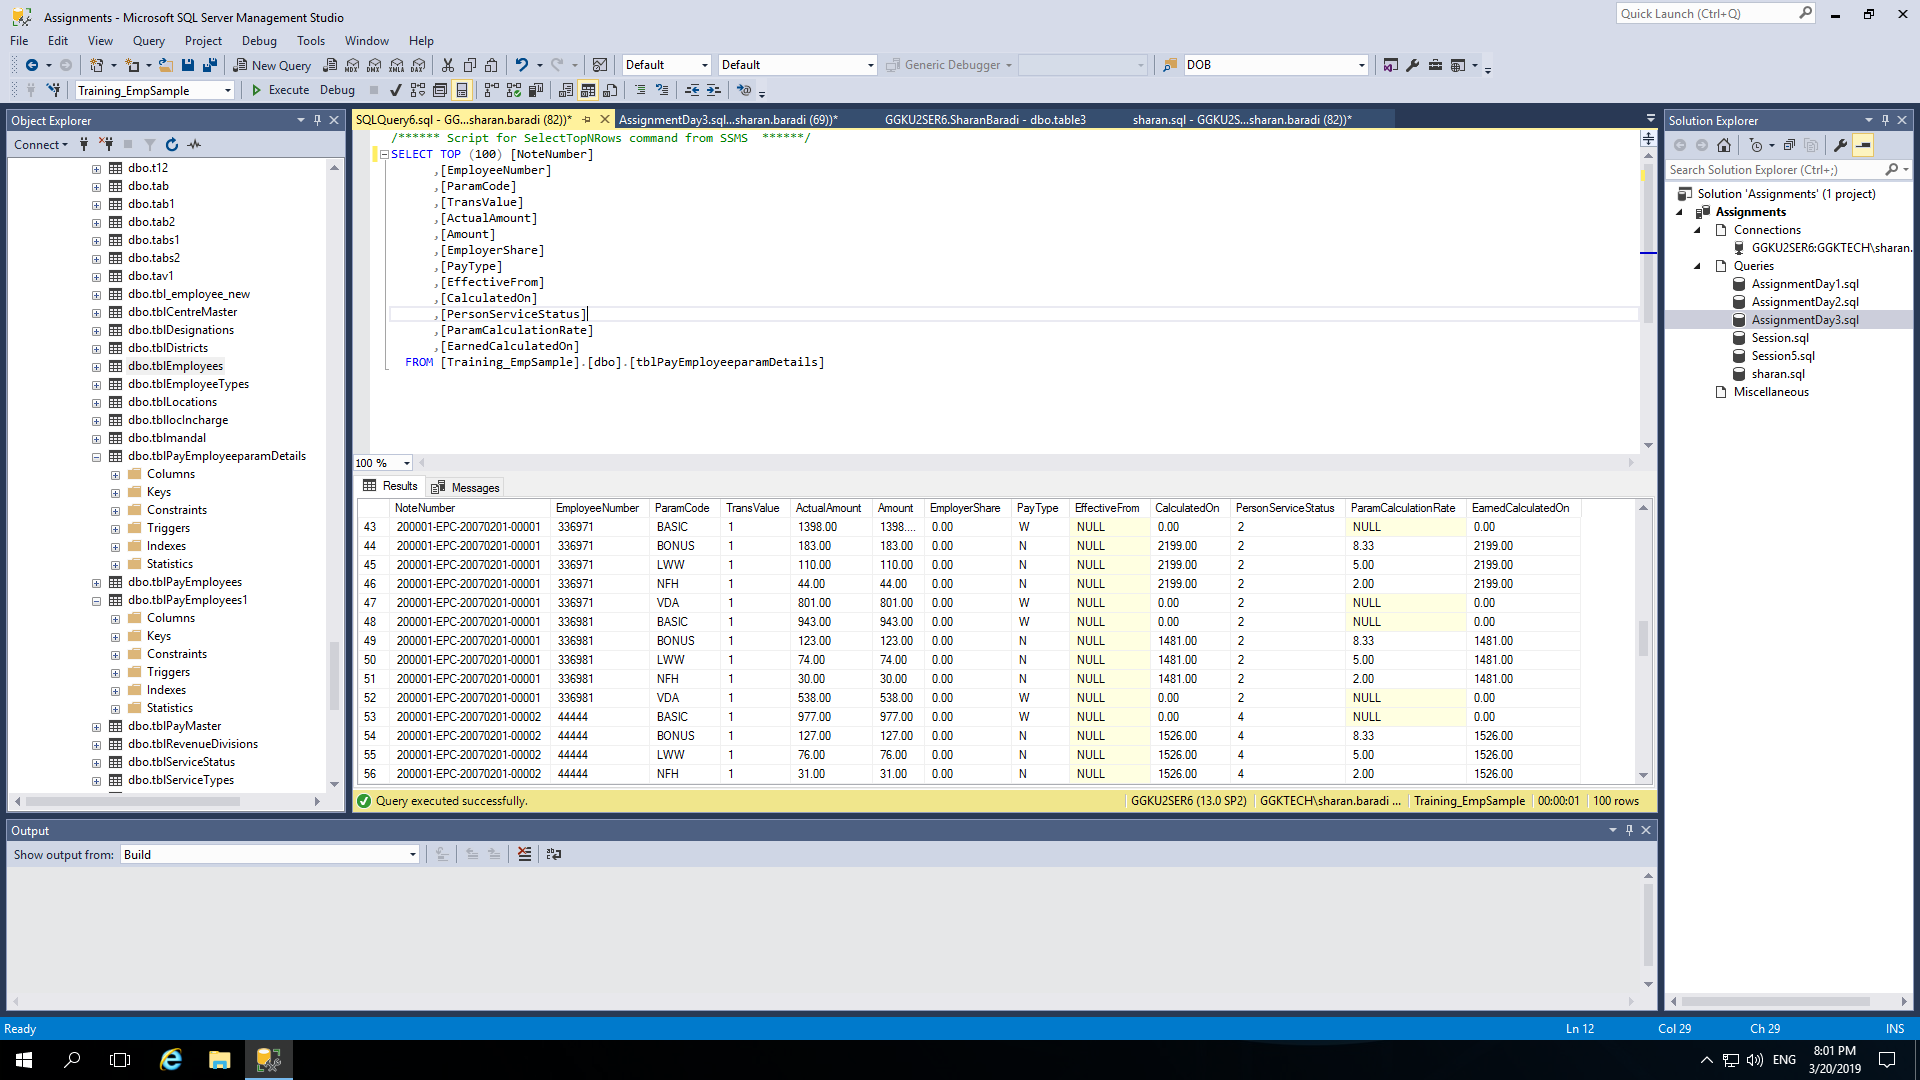 Assignments - Microsoft SQL Server Management Studio
Quick Launch (Ctrl+Q)
File Edit View Query Project Debug Tools Window Help
New Query
Default
Default
Generic Debugger
DOB
Training_EmpSample
Execute Debug
Object Explorer
Connect
dbo.t12
dbo.tab
dbo.tab1
dbo.tab2
dbo.tabs1
dbo.tabs2
dbo.tav1
dbo.tbl_employee_new
dbo.tblCentreMaster
dbo.tblDesignations
dbo.tblDistricts
dbo.tblEmployees
dbo.tblEmployeeTypes
dbo.tblLocations
dbo.tbllocIncharge
dbo.tblmandal
dbo.tblPayEmployeeparamDetails
Columns
Keys
Constraints
Triggers
Indexes
Statistics
dbo.tblPayEmployees
dbo.tblPayEmployees1
Columns
Keys
Constraints
Triggers
Indexes
Statistics
dbo.tblPayMaster
dbo.tblRevenueDivisions
dbo.tblServiceStatus
dbo.tblServiceTypes
SQLQuery6.sql - GG...sharan.baradi (82))*
AssignmentDay3.sql...sharan.baradi (69))*
GGKU2SER6.SharanBaradi - dbo.table3
sharan.sql - GGKU2S...sharan.baradi (82))*
/****** Script for SelectTopNRows command from SSMS ******/
SELECT TOP (100) [NoteNumber]
,[EmployeeNumber]
,[ParamCode]
,[TransValue]
,[ActualAmount]
,[Amount]
,[EmployerShare]
,[PayType]
,[EffectiveFrom]
,[CalculatedOn]
,[PersonServiceStatus]
,[ParamCalculationRate]
,[EarnedCalculatedOn]
FROM [Training_EmpSample].[dbo].[tblPayEmployeeparamDetails]
100 %
Results Messages
NoteNumber EmployeeNumber ParamCode TransValue ActualAmount Amount EmployerShare PayType EffectiveFrom CalculatedOn PersonServiceStatus ParamCalculationRate EarnedCalculatedOn
43 200001-EPC-20070201-00001 336971 BASIC 1 1398.00 1398.... 0.00 W NULL 0.00 2 NULL 0.00
44 200001-EPC-20070201-00001 336971 BONUS 1 183.00 183.00 0.00 N NULL 2199.00 2 8.33 2199.00
45 200001-EPC-20070201-00001 336971 LWW 1 110.00 110.00 0.00 N NULL 2199.00 2 5.00 2199.00
46 200001-EPC-20070201-00001 336971 NFH 1 44.00 44.00 0.00 N NULL 2199.00 2 2.00 2199.00
47 200001-EPC-20070201-00001 336971 VDA 1 801.00 801.00 0.00 W NULL 0.00 2 NULL 0.00
48 200001-EPC-20070201-00001 336981 BASIC 1 943.00 943.00 0.00 W NULL 0.00 2 NULL 0.00
49 200001-EPC-20070201-00001 336981 BONUS 1 123.00 123.00 0.00 N NULL 1481.00 2 8.33 1481.00
50 200001-EPC-20070201-00001 336981 LWW 1 74.00 74.00 0.00 N NULL 1481.00 2 5.00 1481.00
51 200001-EPC-20070201-00001 336981 NFH 1 30.00 30.00 0.00 N NULL 1481.00 2 2.00 1481.00
52 200001-EPC-20070201-00001 336981 VDA 1 538.00 538.00 0.00 W NULL 0.00 2 NULL 0.00
53 200001-EPC-20070201-00002 44444 BASIC 1 977.00 977.00 0.00 W NULL 0.00 4 NULL 0.00
54 200001-EPC-20070201-00002 44444 BONUS 1 127.00 127.00 0.00 N NULL 1526.00 4 8.33 1526.00
55 200001-EPC-20070201-00002 44444 LWW 1 76.00 76.00 0.00 N NULL 1526.00 4 5.00 1526.00
56 200001-EPC-20070201-00002 44444 NFH 1 31.00 31.00 0.00 N NULL 1526.00 4 2.00 1526.00
Query executed successfully. GGKU2SER6 (13.0 SP2) GGKTECH\sharan.baradi ... Training_EmpSample 00:00:01 100 rows
Solution Explorer
Search Solution Explorer (Ctrl+;)
Solution 'Assignments' (1 project)
Assignments
Connections
GGKU2SER6:GGKTECH\sharan.
Queries
AssignmentDay1.sql
AssignmentDay2.sql
AssignmentDay3.sql
Session.sql
Session5.sql
sharan.sql
Miscellaneous
Output
Show output from: Build
Ready Ln 12 Col 29 Ch 29 INS
ENG
8:01 PM
3/20/2019